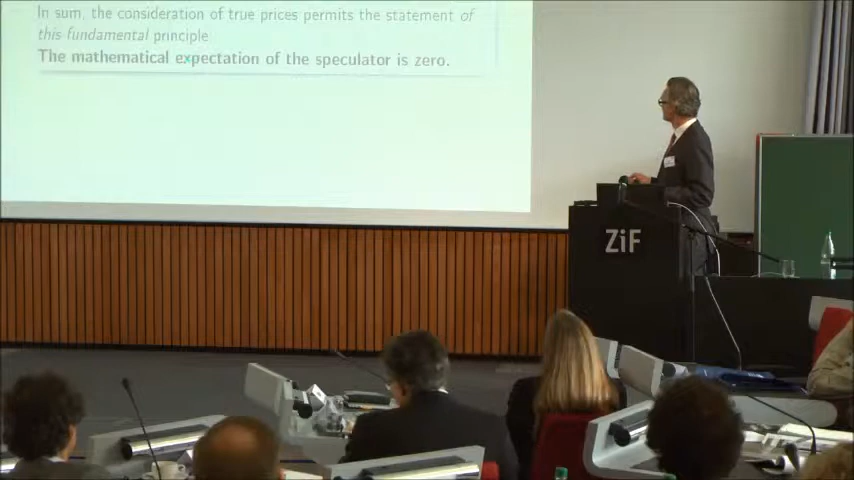 In sum, the consideration of true prices permits the statement of
this fundamental principle
The mathematical expectation of the speculator is zero.
ZiF